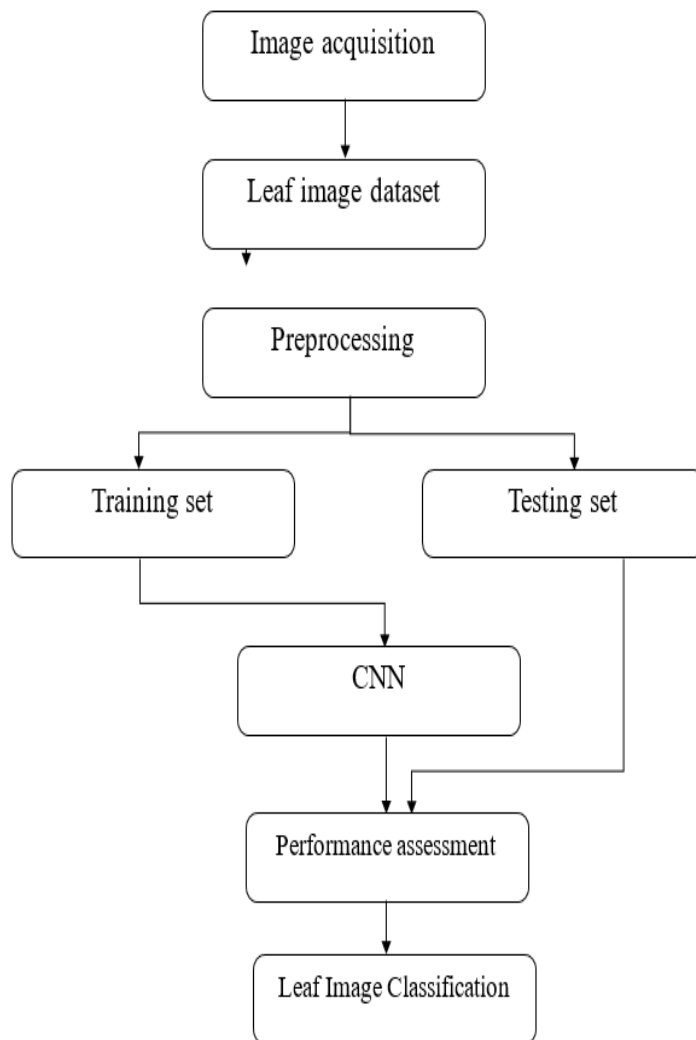 Image acquisition
Leaf image dataset
Preprocessing
Training set
Testing set
CNN
Performance assessment
Leaf Image Classification